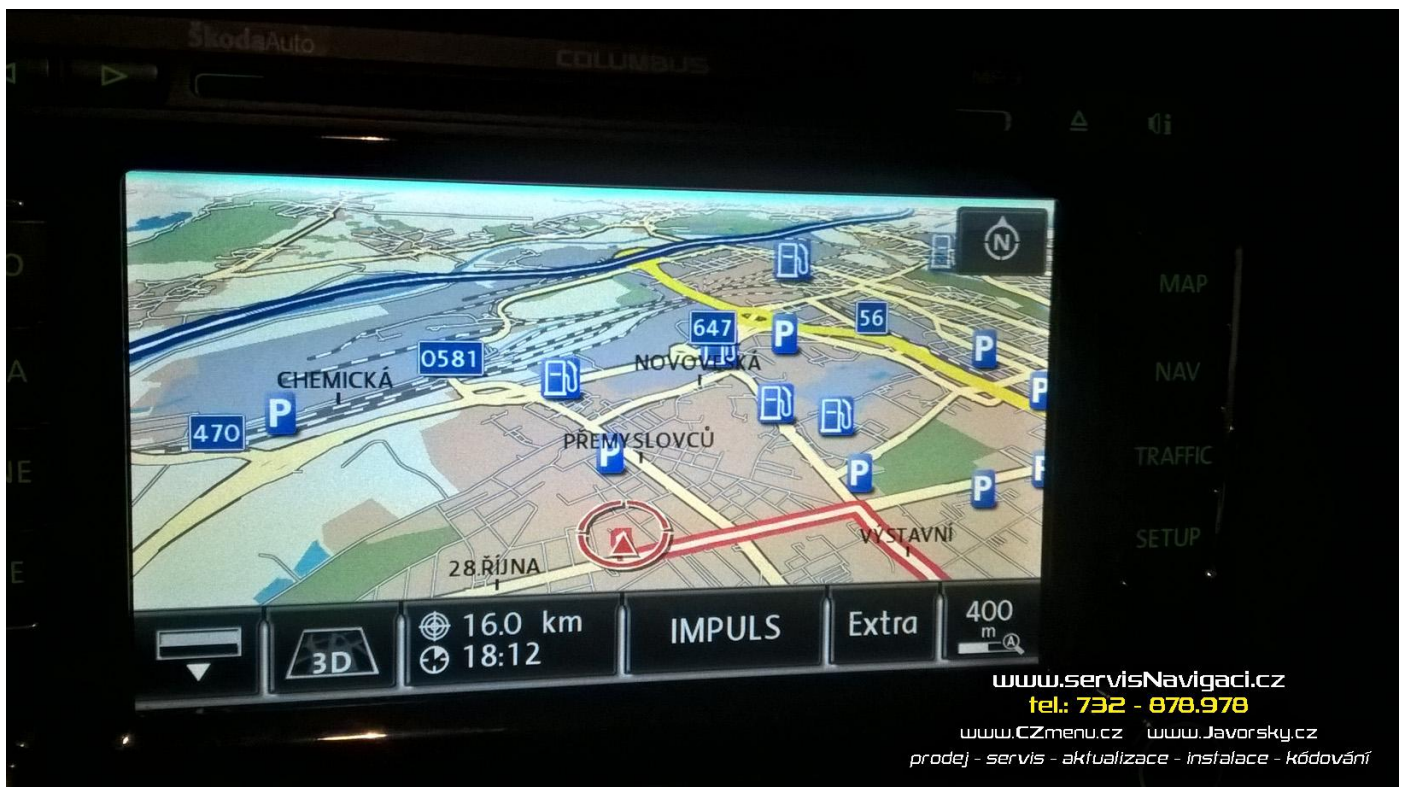 ŠkodaAuto
COLUMBUS
MAP
NAV
TRAFFIC
SETUP
N
56
647
P
NOVOVESKÁ
P
0581
CHEMICKÁ
P
470
PŘEMYSLOVCŮ
P
P
P
VÝSTAVNÍ
28.ŘÍJNA
3D
16.0 km
18:12
IMPULS
Extra
400
m
A
www.servisNavigaci.cz
tel.: 732 - 878.978
www.CZmenu.cz www.Javorsky.cz
prodej - servis - aktualizace - instalace - kódování